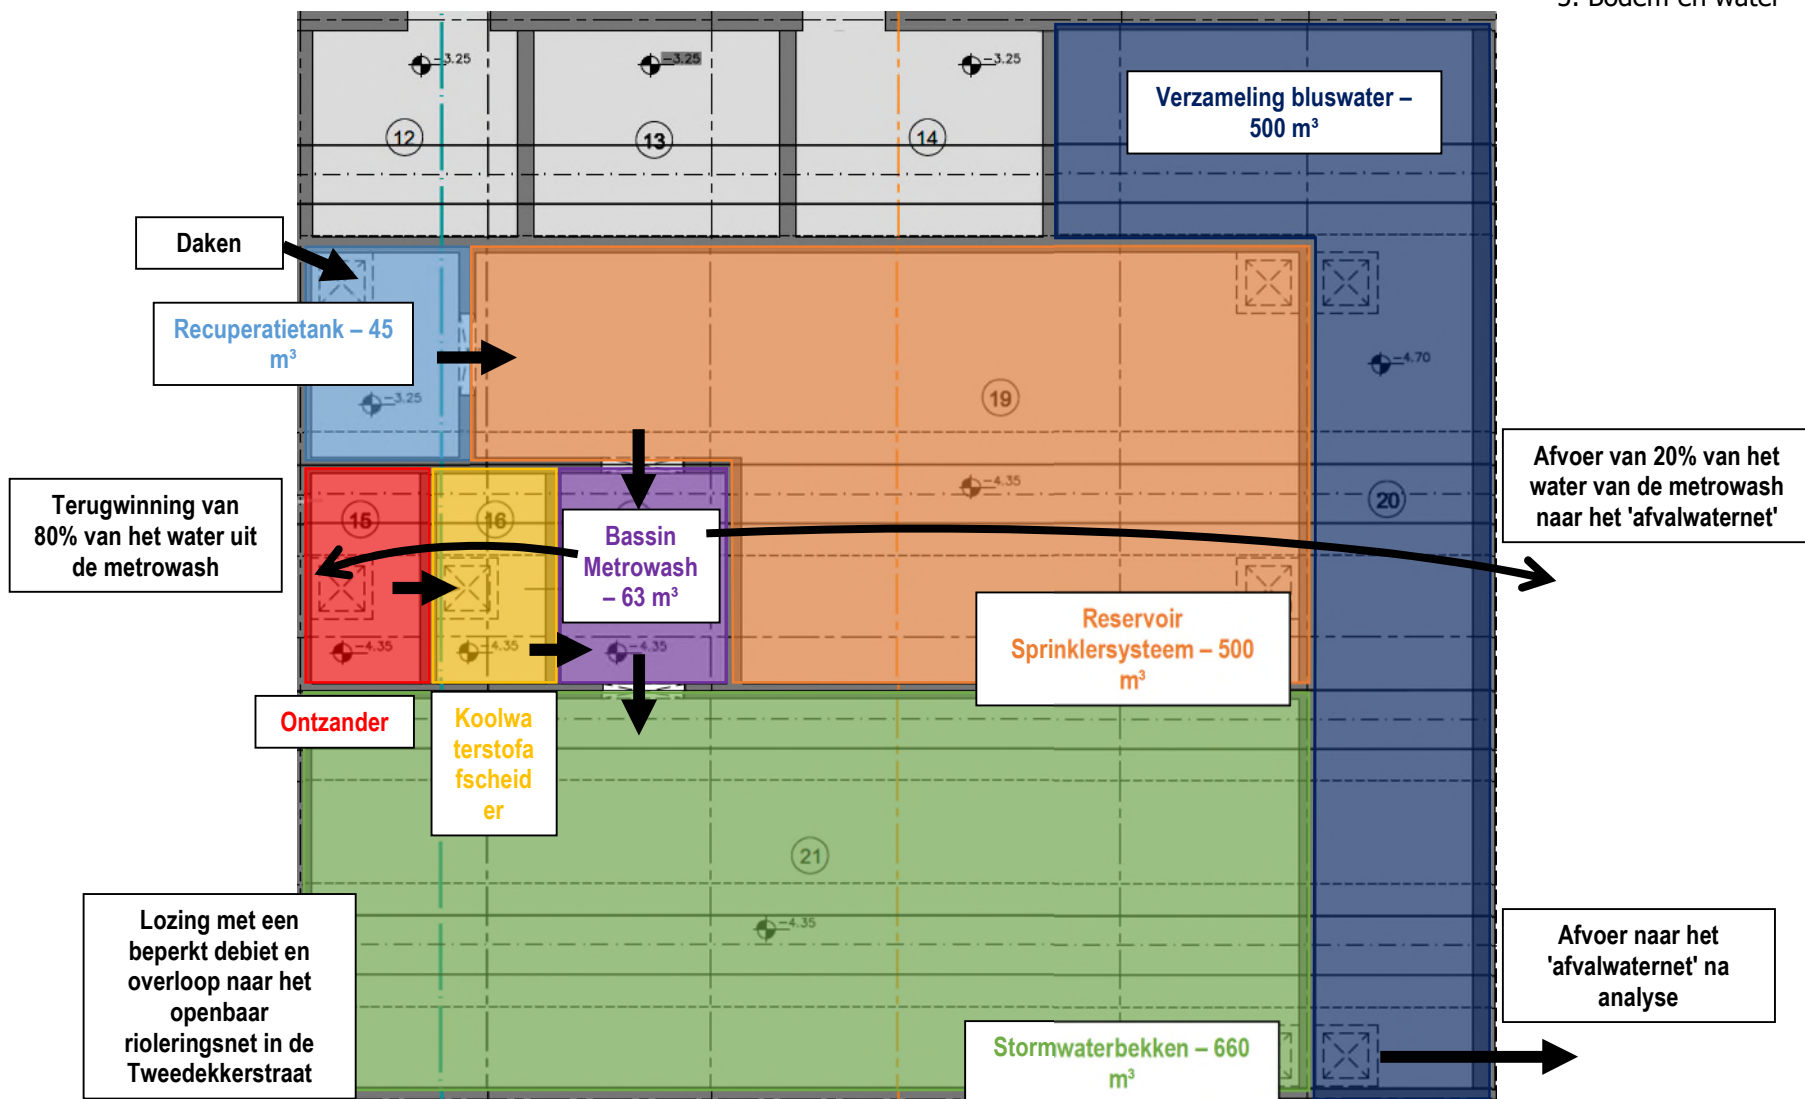 3. Bodem en water
-3.25
-3.25
-3.25
12
13
14
Verzameling bluswater –
500 m³
Daken
Recuperatietank – 45
m³
-3.25
19
-4.70
-4.35
20
Terugwinning van
80% van het water uit
de metrowash
15
16
Bassin
Metrowash
– 63 m³
Afvoer van 20% van het
water van de metrowash
naar het 'afvalwaternet'
-4.35
-4.35
-4.35
Reservoir
Sprinklersysteem – 500
m³
Ontzander
Koolwa
terstofa
fscheid
er
21
-4.35
Lozing met een
beperkt debiet en
overloop naar het
openbaar
rioleringsnet in de
Tweedekkerstraat
Stormwaterbekken – 660
m³
Afvoer naar het
'afvalwaternet' na
analyse